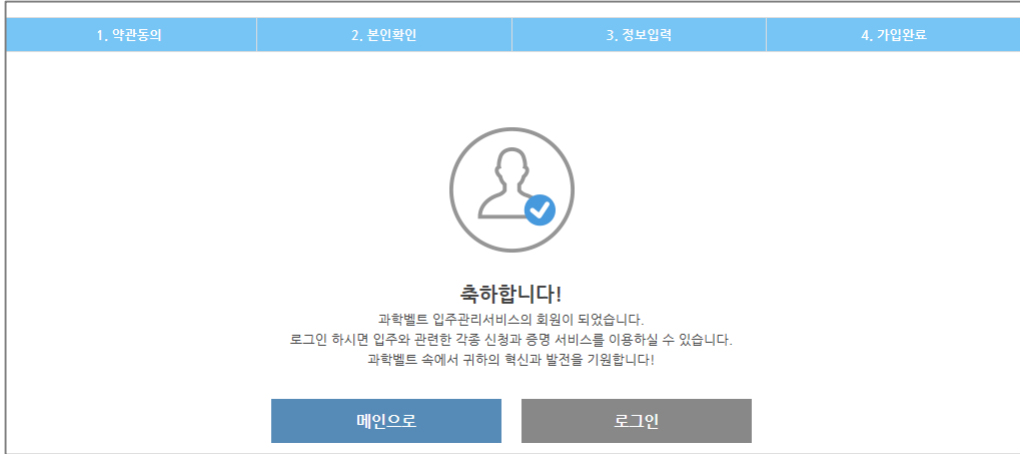 1. 약관동의
2. 본인확인
3. 정보입력
4. 가입완료
축하합니다!
과학벨트 입주관리서비스의 회원이 되었습니다.
로그인 하시면 입주와 관련한 각종 신청과 증명 서비스를 이용하실 수 있습니다.
과학벨트 속에서 귀하의 혁신과 발전을 기원합니다!
메인으로
로그인